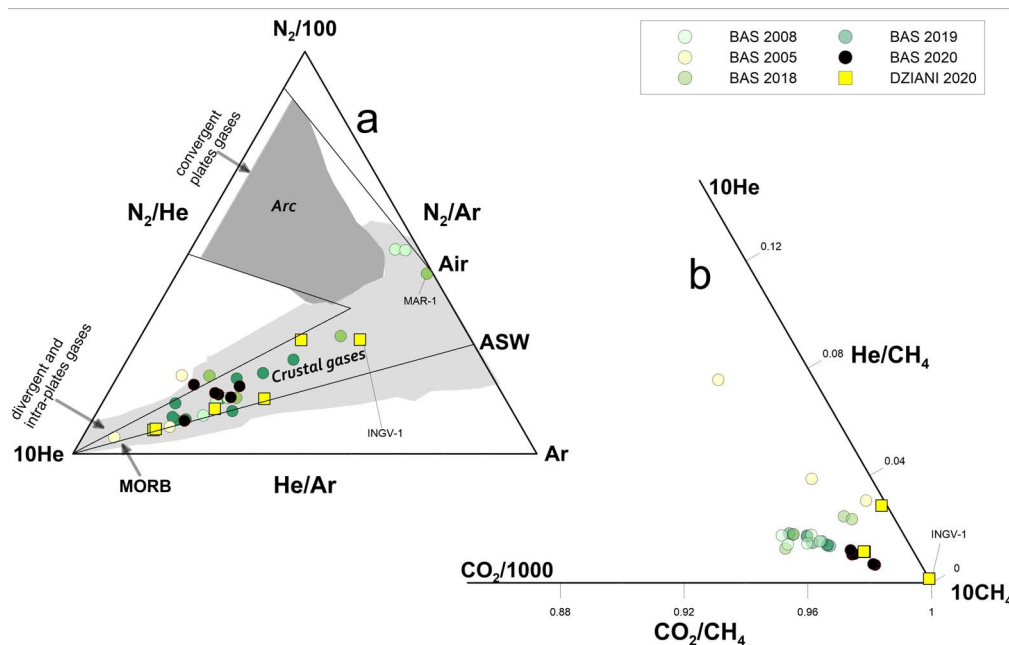 N₂/100
a
convergent
plates gases
N₂/He
Arc
N₂/Ar
Air
MAR-1
ASW
Crustal gases
divergent and
intra-plates gases
INGV-1
10He
Ar
MORB
He/Ar
BAS 2008
BAS 2005
BAS 2018
BAS 2019
BAS 2020
DZIANI 2020
10He
0.12
b
0.08
He/CH₄
0.04
INGV-1
CO₂/1000
0
10CH₄
0.88
0.92
0.96
1
CO₂/CH₄